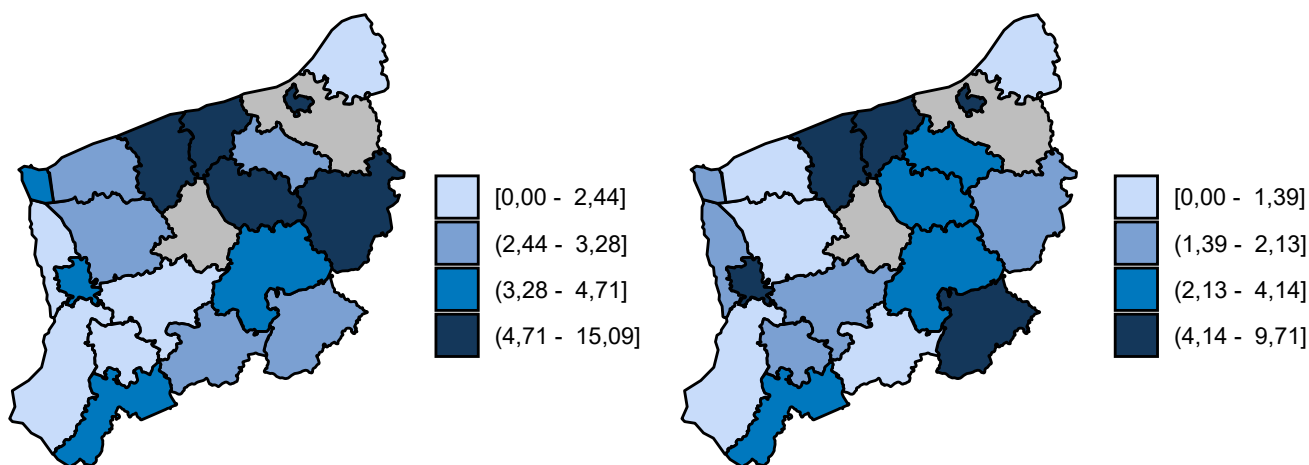 [0,00 - 2,44]
(2,44 - 3,28]
(3,28 - 4,71]
(4,71 - 15,09]
[0,00 - 1,39]
(1,39 - 2,13]
(2,13 - 4,14]
(4,14 - 9,71]